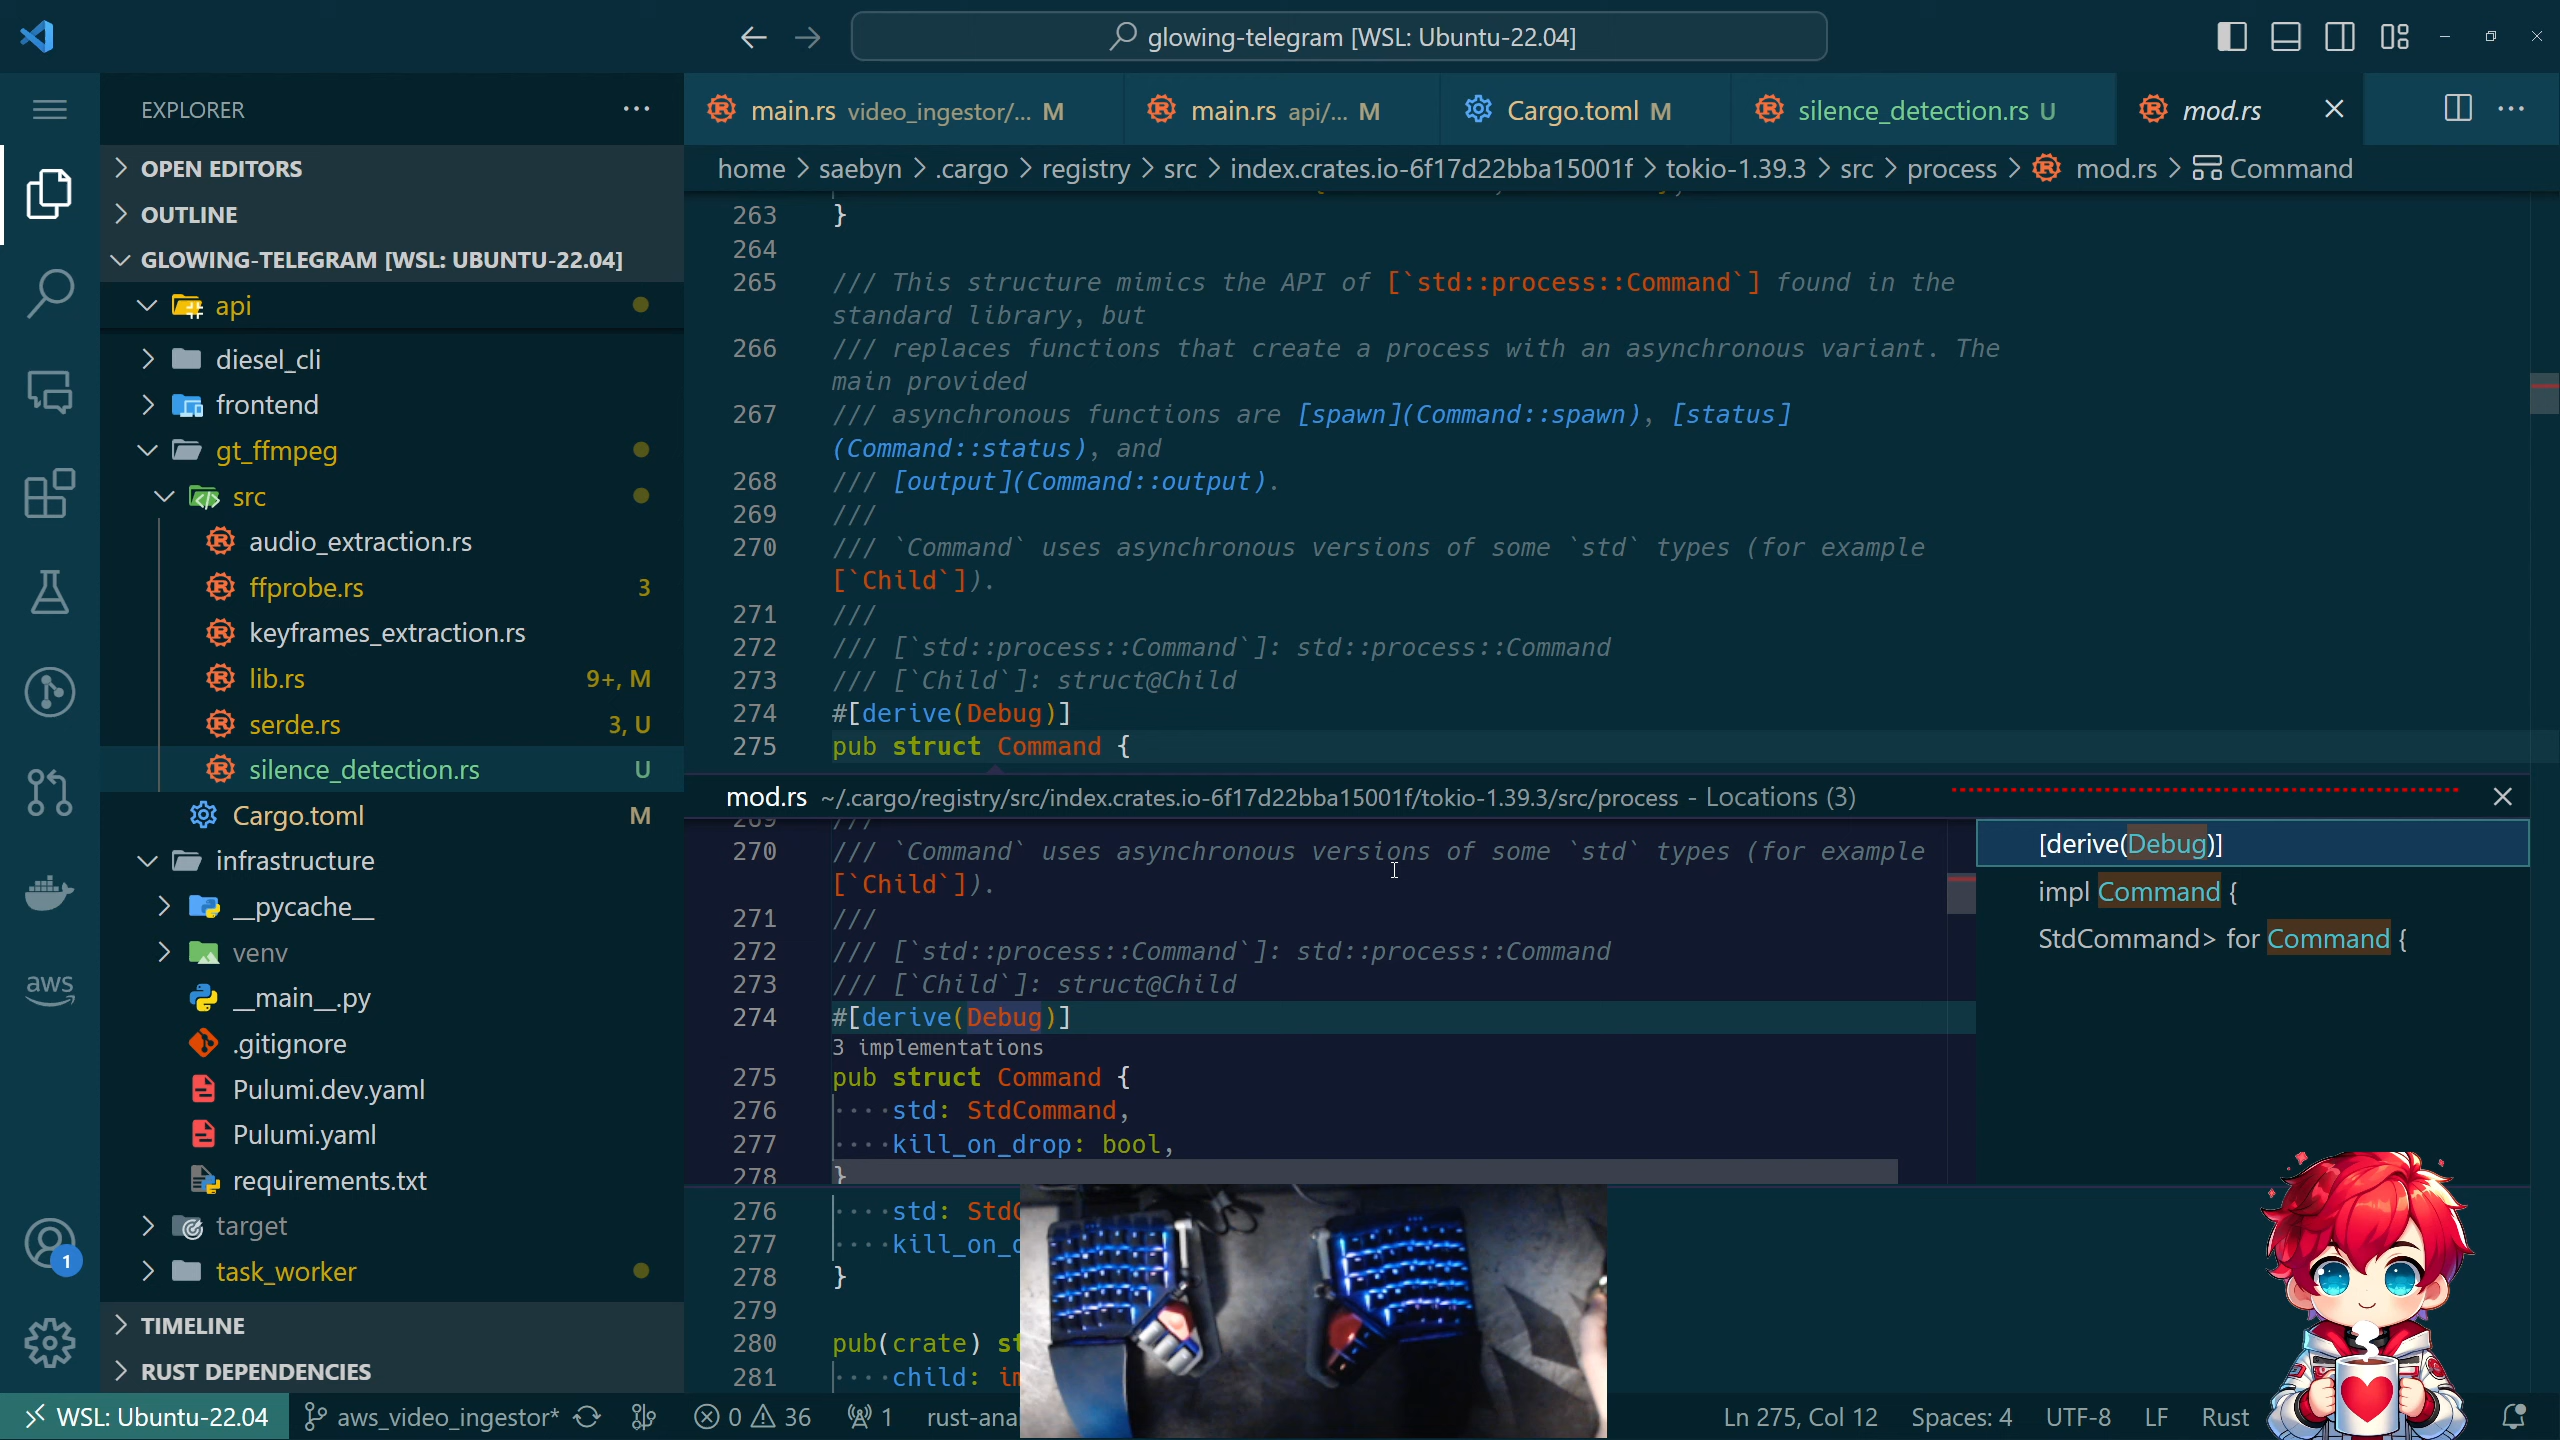 glowing-telegram [WSL: Ubuntu-22.04]
EXPLORER
OPEN EDITORS
OUTLINE
GLOWING-TELEGRAM [WSL: UBUNTU-22.04]
api
diesel_cli
frontend
gt_ffmpeg
src
audio_extraction.rs
ffprobe.rs 3
keyframes_extraction.rs
lib.rs 9+, M
serde.rs 3, U
silence_detection.rs U
Cargo.toml M
infrastructure
__pycache__
venv
__main__.py
.gitignore
Pulumi.dev.yaml
Pulumi.yaml
requirements.txt
target
task_worker
TIMELINE
RUST DEPENDENCIES
aws
1
main.rs video_ingestor/... M
main.rs api/... M
Cargo.toml M
silence_detection.rs U
mod.rs
home > saebyn > .cargo > registry > src > index.crates.io-6f17d22bba15001f > tokio-1.39.3 > src > process > mod.rs > Command
263 }
264
265 /// This structure mimics the API of [`std::process::Command`] found in the
standard library, but
266 /// replaces functions that create a process with an asynchronous variant. The
main provided
267 /// asynchronous functions are [spawn](Command::spawn), [status]
(Command::status), and
268 /// [output](Command::output).
269 ///
270 /// `Command` uses asynchronous versions of some `std` types (for example
[`Child`]).
271 ///
272 /// [`std::process::Command`]: std::process::Command
273 /// [`Child`]: struct@Child
274 #[derive(Debug)]
275 pub struct Command {
mod.rs ~/.cargo/registry/src/index.crates.io-6f17d22bba15001f/tokio-1.39.3/src/process - Locations (3)
269 ///
270 /// `Command` uses asynchronous versions of some `std` types (for example
[`Child`]).
271 ///
272 /// [`std::process::Command`]: std::process::Command
273 /// [`Child`]: struct@Child
274 #[derive(Debug)]
3 implementations
275 pub struct Command {
276 ····std: StdCommand,
277 ····kill_on_drop: bool,
278 }
[derive(Debug)]
impl Command {
StdCommand> for Command {
276 ····std: Std
277 ····kill_on_
278 }
279
280 pub(crate) st
281 ····child: im
WSL: Ubuntu-22.04 aws_video_ingestor* 0 36 1 rust-ana Ln 275, Col 12 Spaces: 4 UTF-8 LF Rust